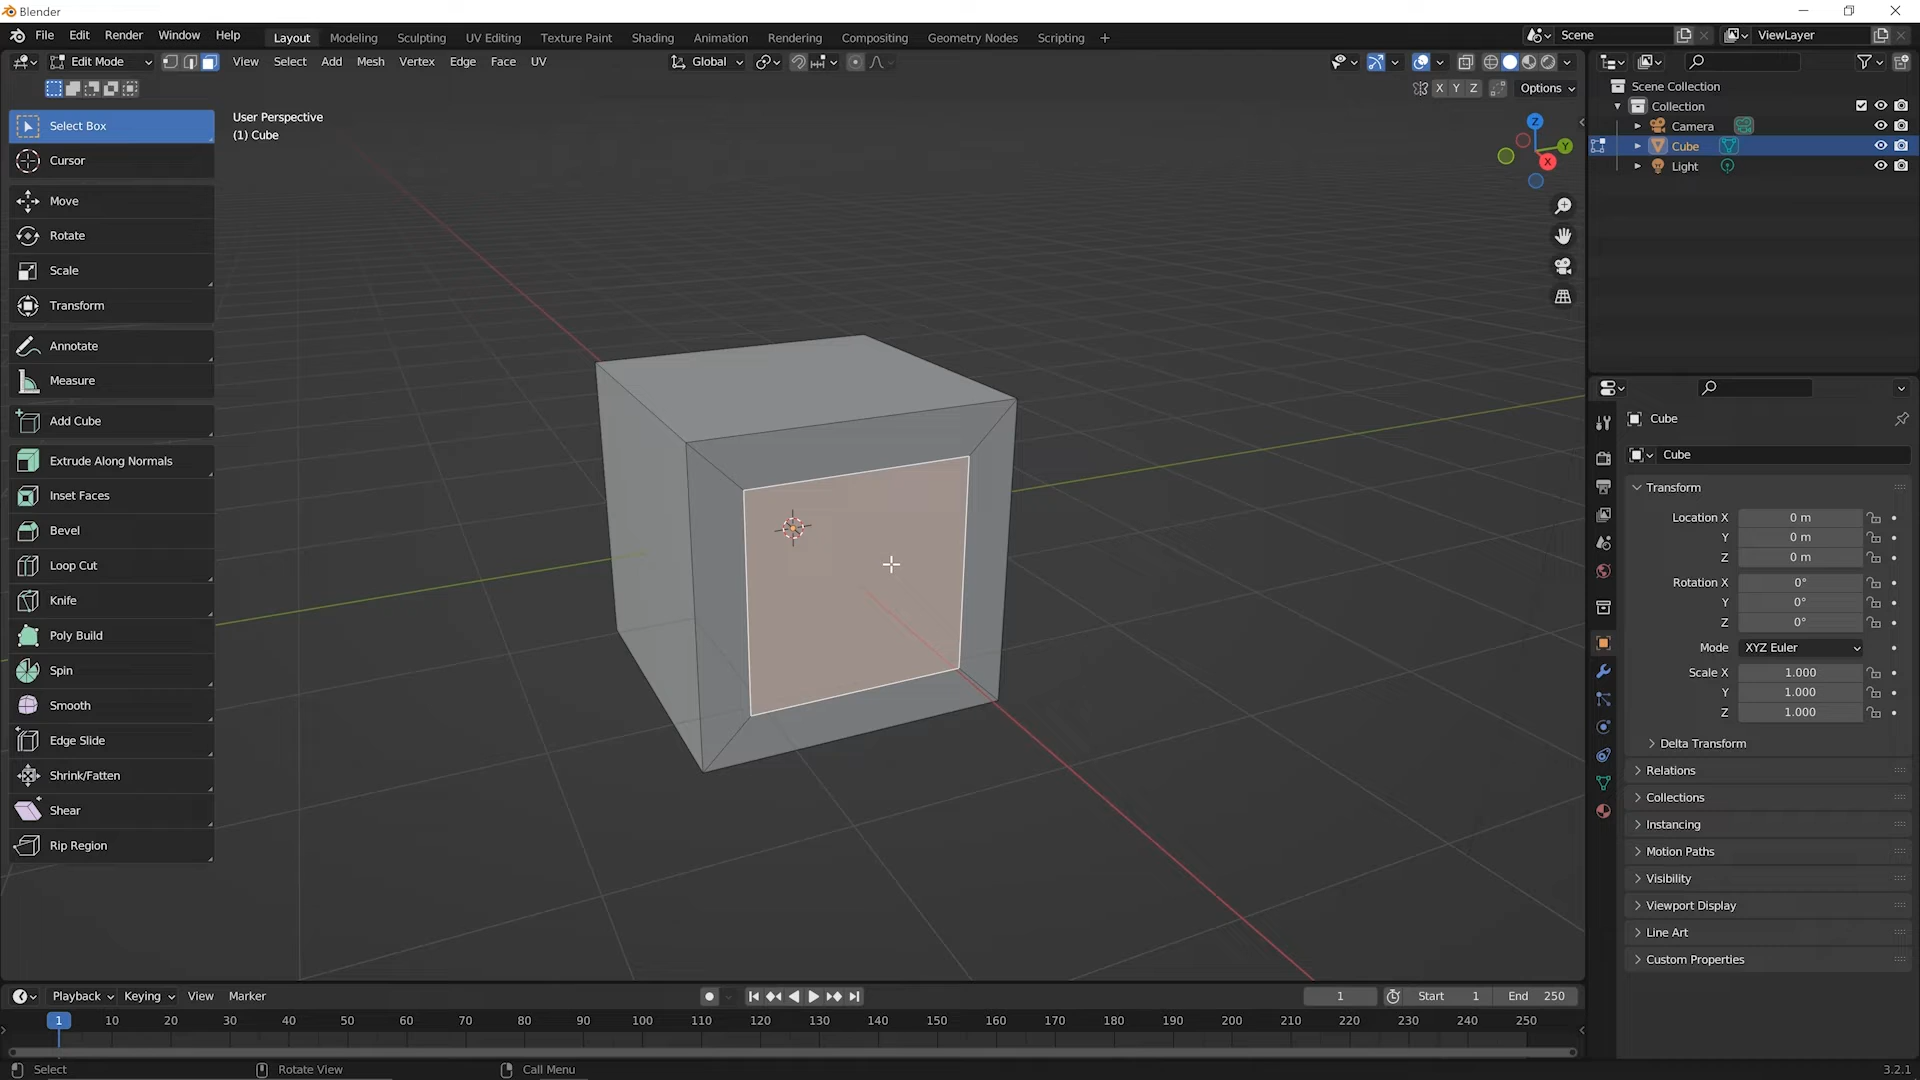 Blender
File Edit Render Window Help Layout Modeling Sculpting UV Editing Texture Paint Shading Animation Rendering Compositing Geometry Nodes Scripting + Scene ViewLayer
Edit Mode View Select Add Mesh Vertex Edge Face UV Global
X Y Z Options
User Perspective
(1) Cube
Z
Y
X
Select Box
Cursor
Move
Rotate
Scale
Transform
Annotate
Measure
Add Cube
Extrude Along Normals
Inset Faces
Bevel
Loop Cut
Knife
Poly Build
Spin
Smooth
Edge Slide
Shrink/Fatten
Shear
Rip Region
Scene Collection
Collection
Camera
Cube
Light
Cube
Cube
Transform
Location X 0 m
Y 0 m
Z 0 m
Rotation X 0°
Y 0°
Z 0°
Mode XYZ Euler
Scale X 1.000
Y 1.000
Z 1.000
Delta Transform
Relations
Collections
Instancing
Motion Paths
Visibility
Viewport Display
Line Art
Custom Properties
Playback Keying View Marker 1 Start 1 End 250
1 10 20 30 40 50 60 70 80 90 100 110 120 130 140 150 160 170 180 190 200 210 220 230 240 250
Select Rotate View Call Menu 3.2.1